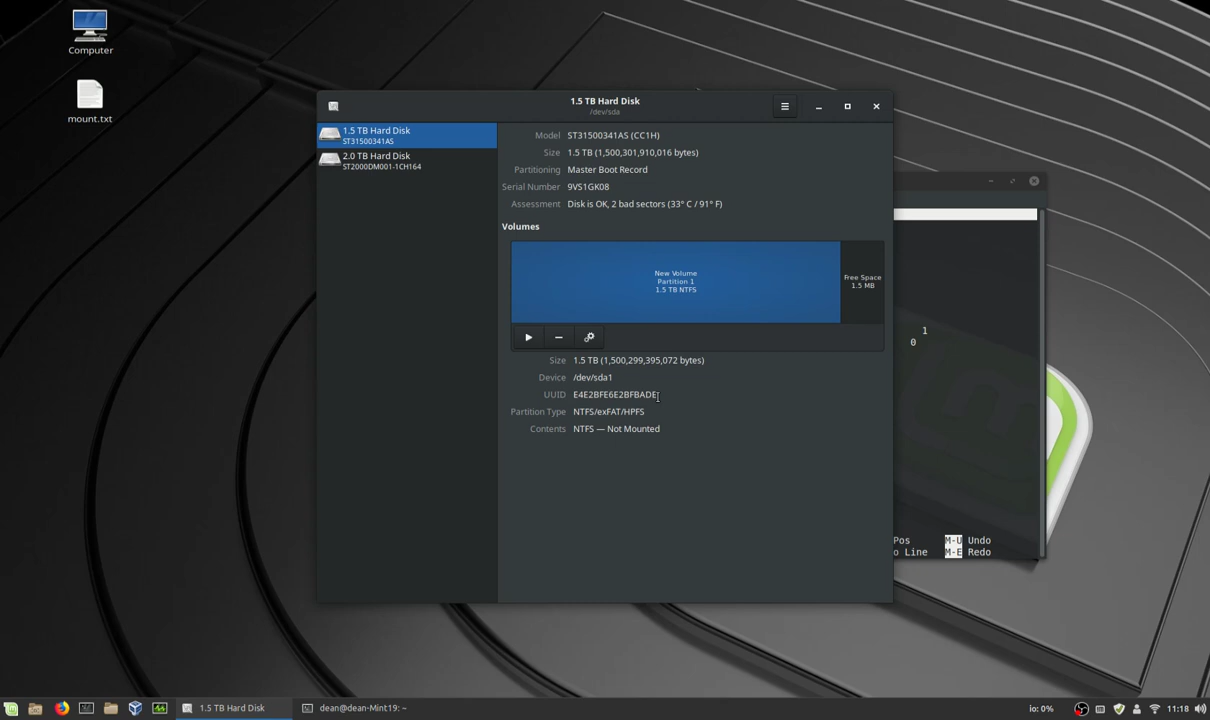 Computer
mount.txt
1.5 TB Hard Disk
/dev/sda
1.5 TB Hard Disk
ST31500341AS
2.0 TB Hard Disk
ST2000DM001-1CH164
Model ST31500341AS (CC1H)
Size 1.5 TB (1,500,301,910,016 bytes)
Partitioning Master Boot Record
Serial Number 9VS1GK08
Assessment Disk is OK, 2 bad sectors (33° C / 91° F)
Volumes
New Volume
Partition 1
1.5 TB NTFS
Free Space
1.5 MB
Size 1.5 TB (1,500,299,395,072 bytes)
Device /dev/sda1
UUID E4E2BFE6E2BFBADE
Partition Type NTFS/exFAT/HPFS
Contents NTFS — Not Mounted
1
0
Pos M-U Undo
o Line M-E Redo
1.5 TB Hard Disk
dean@dean-Mint19: ~
io: 0%
11:18